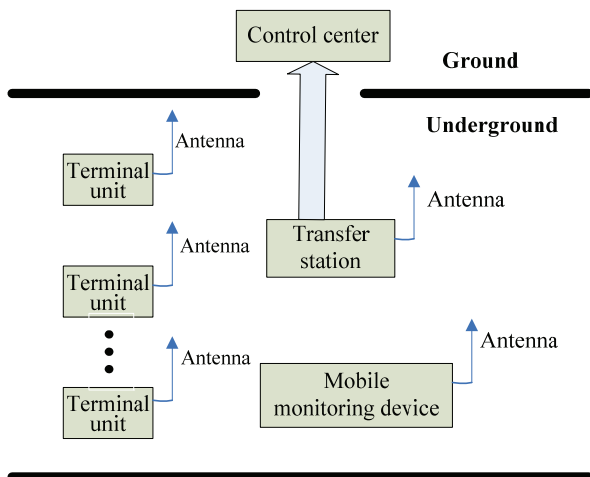 Control center
Ground
Underground
Antenna
Terminal
unit
Antenna
Transfer
station
Antenna
Terminal
unit
Antenna
Antenna
Mobile
monitoring device
Terminal
unit